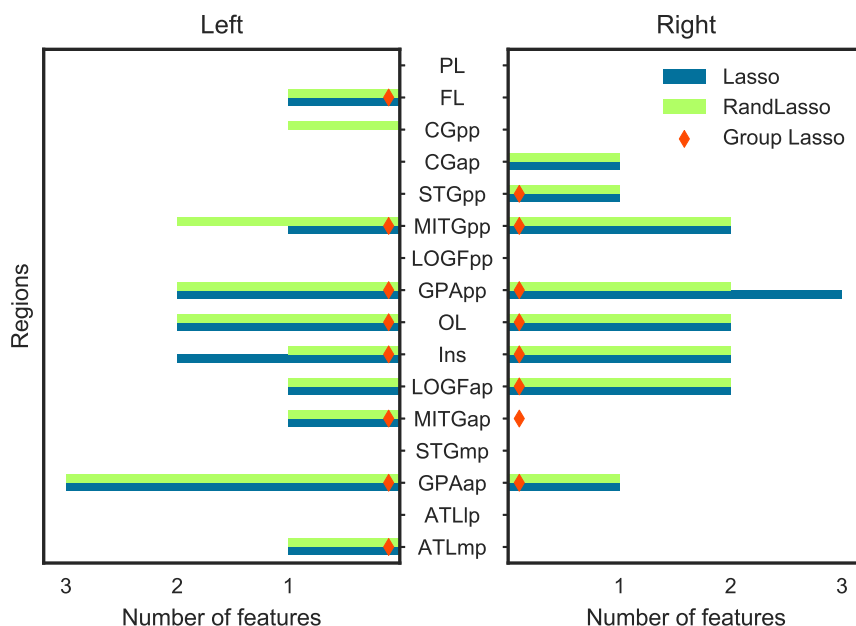 Left
Right
Regions
PL
FL
CGpp
CGap
STGpp
MITGpp
LOGFpp
GPApp
OL
Ins
LOGFap
MITGap
STGmp
GPAap
ATLlp
ATLmp
Lasso
RandLasso
Group Lasso
3 2 1
1 2 3
Number of features
Number of features